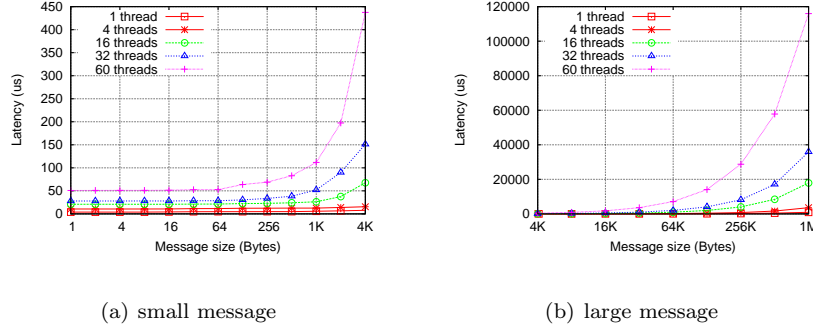 450
400
350
300
250
200
150
100
50
0
Latency (us)
1 thread
4 threads
16 threads
32 threads
60 threads
1 4 16 64 256 1K 4K
Message size (Bytes)
(a) small message
120000
100000
80000
60000
40000
20000
0
Latency (us)
1 thread
4 threads
16 threads
32 threads
60 threads
4K 16K 64K 256K 1M
Message size (Bytes)
(b) large message